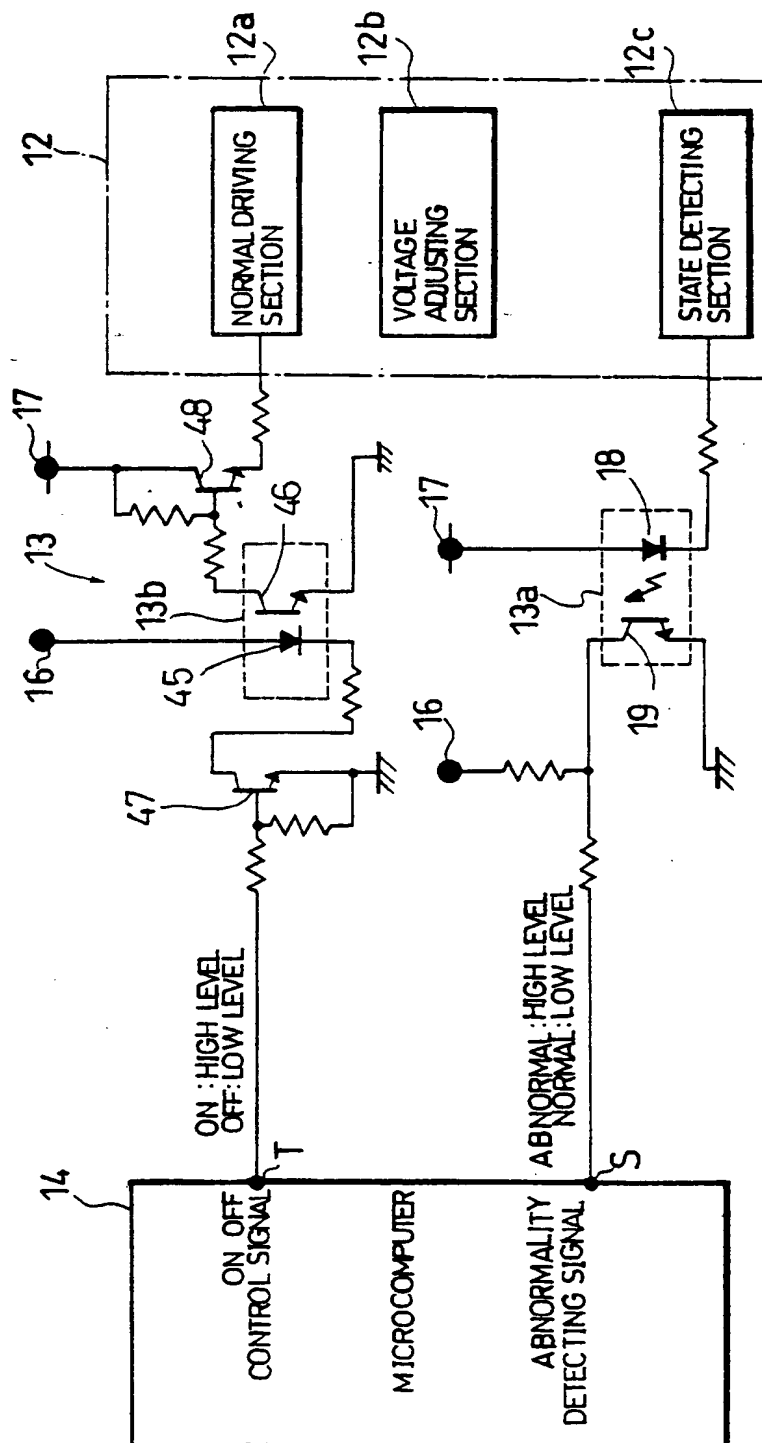 14
ON OFF
CONTROL SIGNAL
T
MICROCOMPUTER
ABNORMALITY
DETECTING SIGNAL
S
ON :HIGH LEVEL
OFF:LOW LEVEL
ABNORMAL:HIGH LEVEL
NORMAL:LOW LEVEL
47
16
16
45
13b
13
46
48
17
19
13a
18
17
12
NORMAL DRIVING
SECTION
12a
VOLTAGE
ADJUSTING
SECTION
12b
STATE DETECTING
SECTION
12c